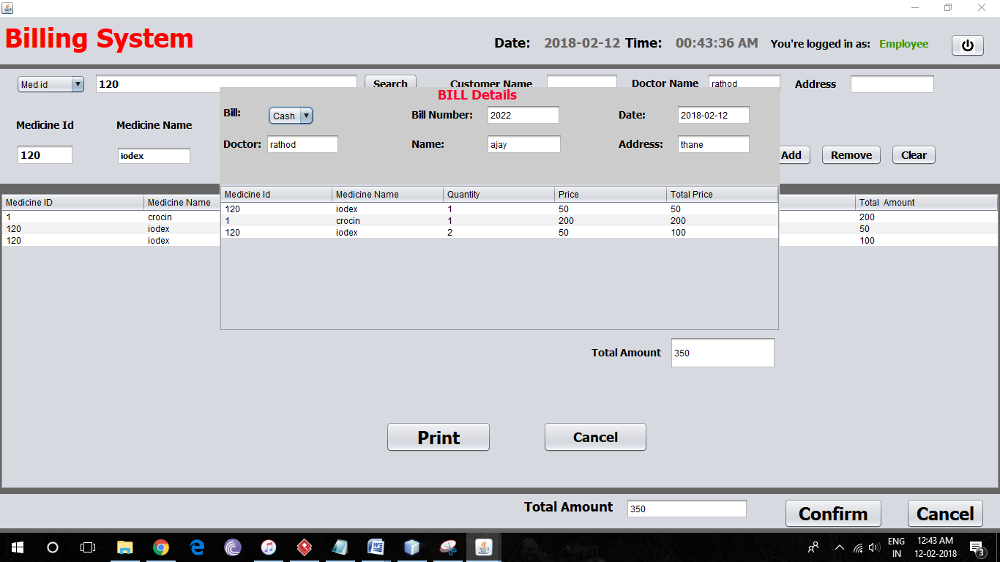 Billing System
Date: 2018-02-12 Time: 00:43:36 AM You're logged in as: Employee
Med id 120 Search Customer Name Doctor Name rathod Address
BILL Details
Bill: Cash Bill Number: 2022 Date: 2018-02-12
Medicine Id Medicine Name
Doctor: rathod Name: ajay Address: thane
120 iodex Add Remove Clear
Medicine Id Medicine Name Quantity Price Total Price
Medicine ID Medicine Name Total Amount
120 iodex 1 50 50
1 crocin 200
1 crocin 1 200 200
120 iodex 50
120 iodex 2 50 100
120 iodex 100
Total Amount 350
Print Cancel
Total Amount 350 Confirm Cancel
ENG 12:43 AM
IN 12-02-2018 3